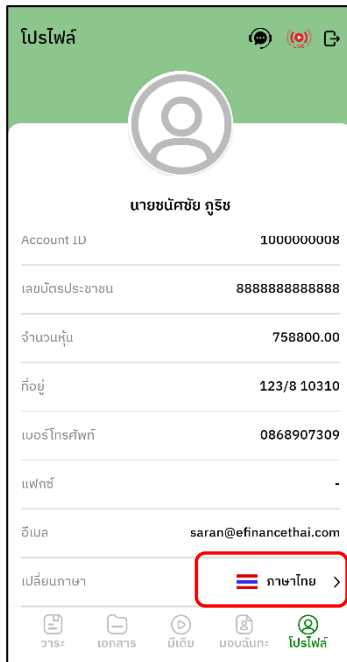 โปรไฟล์
LIVE
นายชนัศชัย ภูริช
Account ID 1000000008
เลขบัตรประชาชน 8888888888888
จำนวนหุ้น 758800.00
ที่อยู่ 123/8 10310
เบอร์โทรศัพท์ 0868907309
แฟกซ์ -
อีเมล saran@efinancethai.com
เปลี่ยนภาษา ภาษาไทย >
วาระ เอกสาร มีเดีย มอบฉันทะ โปรไฟล์